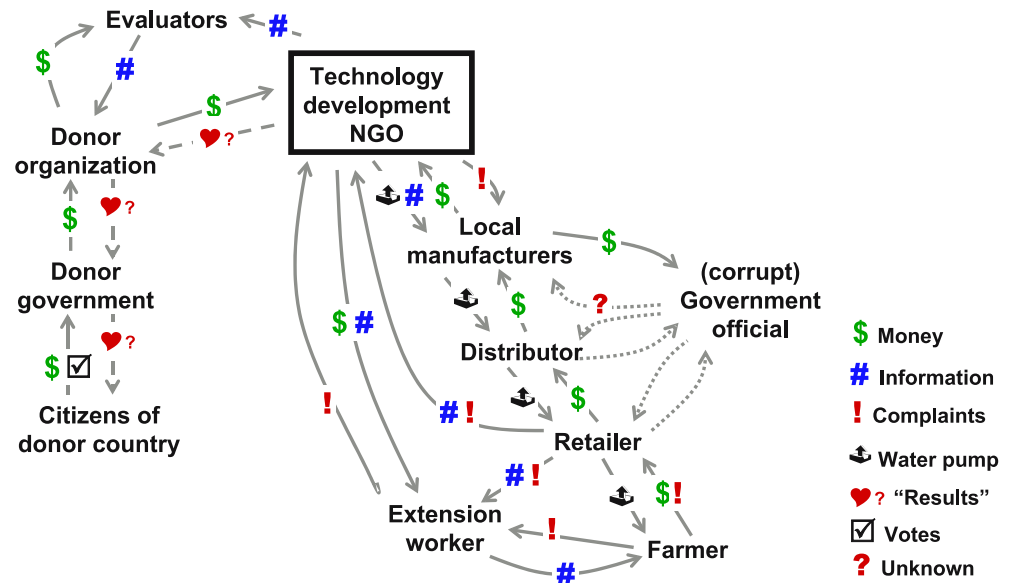 Evaluators
$
#
#
Technology
development
NGO
$
?
Donor
organization
$
?
!
# $
Local
manufacturers
$
(corrupt)
Government
official
?
Donor
government
$
$ #
Distributor
$
?
$
Citizens of
donor country
!
# !
Retailer
$
# !
$ !
Extension
worker
!
#
Farmer
$ Money
# Information
! Complaints
Water pump
? “Results”
Votes
? Unknown